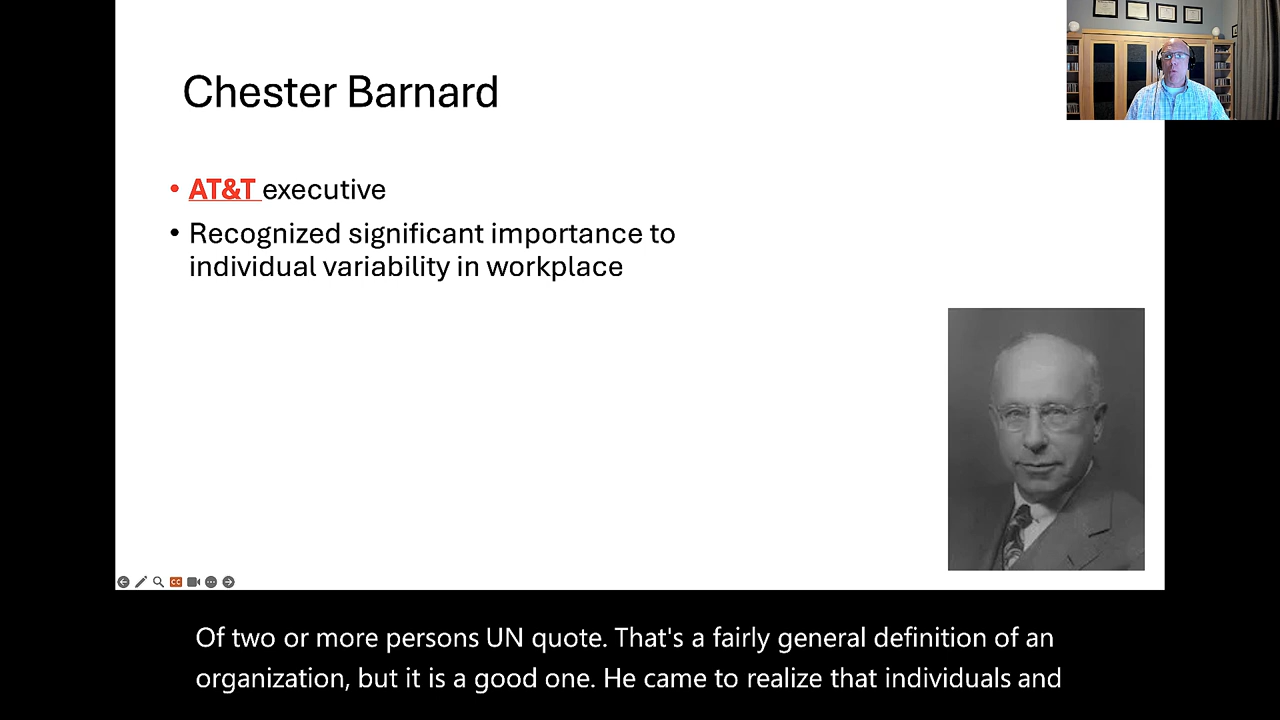 Chester Barnard
• AT&T executive
• Recognized significant importance to
individual variability in workplace
CC
Of two or more persons UN quote. That's a fairly general definition of an
organization, but it is a good one. He came to realize that individuals and